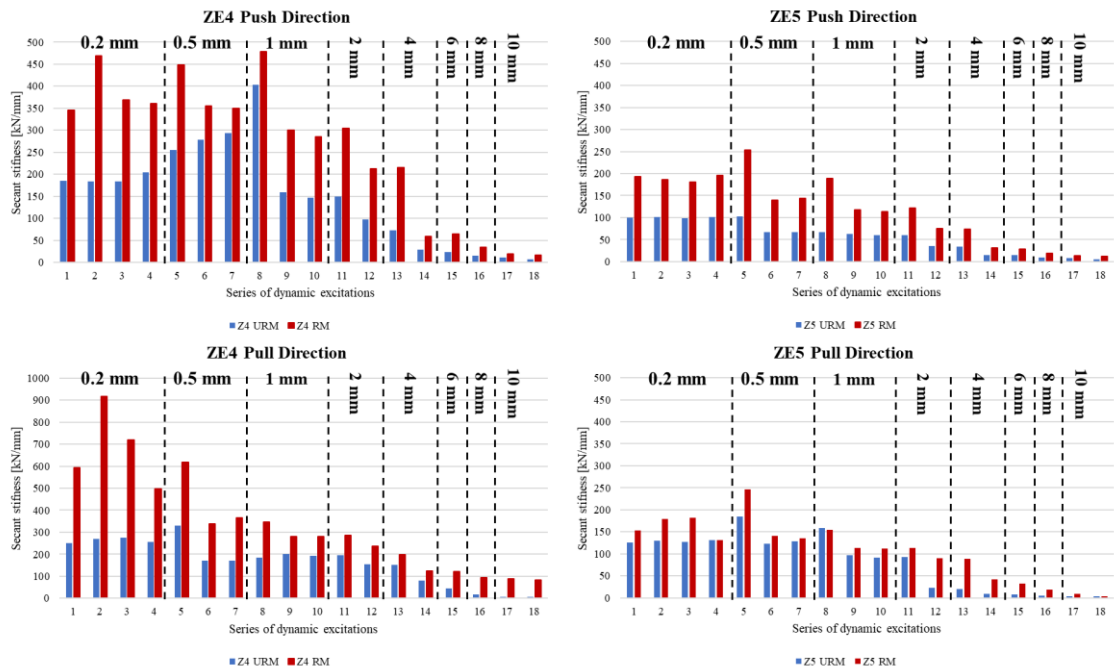 ZE4 Push Direction
0.2 mm 0.5 mm 1 mm 2 mm 4 mm 6 mm 8 mm 10 mm
Secant stifness [kN/mm]
500
450
400
350
300
250
200
150
100
50
0
1 2 3 4 5 6 7 8 9 10 11 12 13 14 15 16 17 18
Series of dynamic excitations
Z4 URM Z4 RM
ZE5 Push Direction
0.2 mm 0.5 mm 1 mm 2 mm 4 mm 6 mm 8 mm 10 mm
Secant stifness [kN/mm]
500
450
400
350
300
250
200
150
100
50
0
1 2 3 4 5 6 7 8 9 10 11 12 13 14 15 16 17 18
Series of dynamic excitations
Z5 URM Z5 RM
ZE4 Pull Direction
0.2 mm 0.5 mm 1 mm 2 mm 4 mm 6 mm 8 mm 10 mm
Secant stifness [kN/mm]
1000
900
800
700
600
500
400
300
200
100
0
1 2 3 4 5 6 7 8 9 10 11 12 13 14 15 16 17 18
Series of dynamic excitations
Z4 URM Z4 RM
ZE5 Pull Direction
0.2 mm 0.5 mm 1 mm 2 mm 4 mm 6 mm 8 mm 10 mm
Secant stifness [kN/mm]
500
450
400
350
300
250
200
150
100
50
0
1 2 3 4 5 6 7 8 9 10 11 12 13 14 15 16 17 18
Series of dynamic excitations
Z5 URM Z5 RM